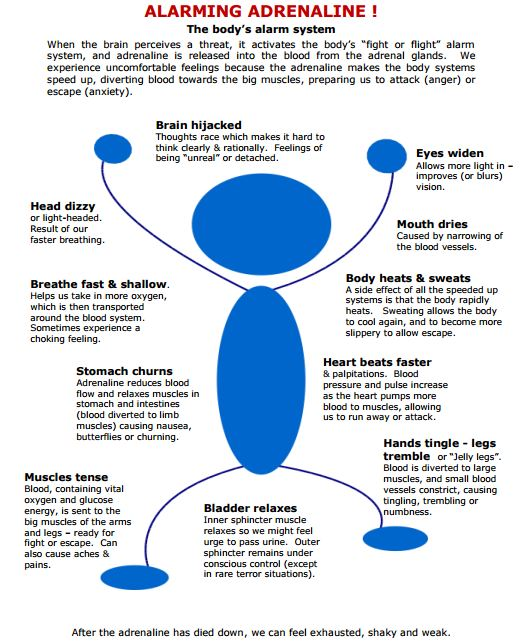 ALARMING ADRENALINE !
The body's alarm system
When the brain perceives a threat, it activates the body's "fight or flight" alarm
system, and adrenaline is released into the blood from the adrenal glands. We
experience uncomfortable feelings because the adrenaline makes the body systems
speed up, diverting blood towards the big muscles, preparing us to attack (anger) or
escape (anxiety).
Brain hijacked
Thoughts race which makes it hard to
think clearly & rationally. Feelings of
being "unreal" or detached.
Eyes widen
Allows more light in –
improves (or blurs)
vision.
Head dizzy
or light-headed.
Result of our
faster breathing.
Mouth dries
Caused by narrowing of
the blood vessels.
Breathe fast & shallow.
Helps us take in more oxygen,
which is then transported
around the blood system.
Sometimes experience a
choking feeling.
Body heats & sweats
A side effect of all the speeded up
systems is that the body rapidly
heats. Sweating allows the body
to cool again, and to become more
slippery to allow escape.
Stomach churns
Adrenaline reduces blood
flow and relaxes muscles in
stomach and intestines
(blood diverted to limb
muscles) causing nausea,
butterflies or churning.
Heart beats faster
& palpitations. Blood
pressure and pulse increase
as the heart pumps more
blood to muscles, allowing
us to run away or attack.
Hands tingle - legs
tremble or "Jelly legs".
Blood is diverted to large
muscles, and small blood
vessels constrict, causing
tingling, trembling or
numbness.
Muscles tense
Blood, containing vital
oxygen and glucose
energy, is sent to the
big muscles of the arms
and legs – ready for
fight or escape. Can
also cause aches &
pains.
Bladder relaxes
Inner sphincter muscle
relaxes so we might feel
urge to pass urine. Outer
sphincter remains under
conscious control (except
in rare terror situations).
After the adrenaline has died down, we can feel exhausted, shaky and weak.